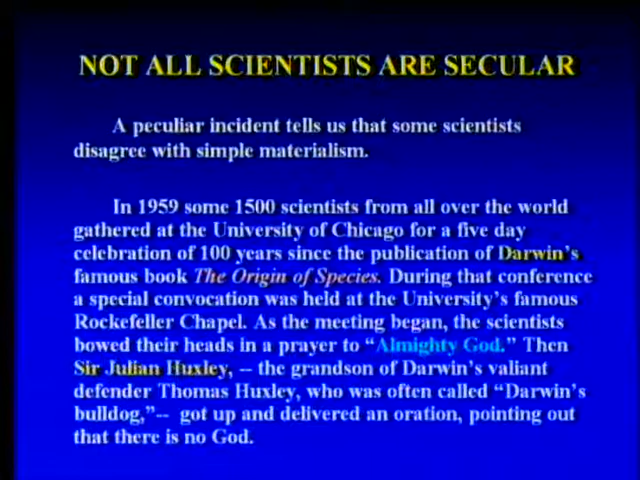 NOT ALL SCIENTISTS ARE SECULAR
A peculiar incident tells us that some scientists
disagree with simple materialism.
In 1959 some 1500 scientists from all over the world
gathered at the University of Chicago for a five day
celebration of 100 years since the publication of Darwin's
famous book The Origin of Species. During that conference
a special convocation was held at the University's famous
Rockefeller Chapel. As the meeting began, the scientists
bowed their heads in a prayer to "Almighty God." Then
Sir Julian Huxley, -- the grandson of Darwin's valiant
defender Thomas Huxley, who was often called "Darwin's
bulldog,"-- got up and delivered an oration, pointing out
that there is no God.